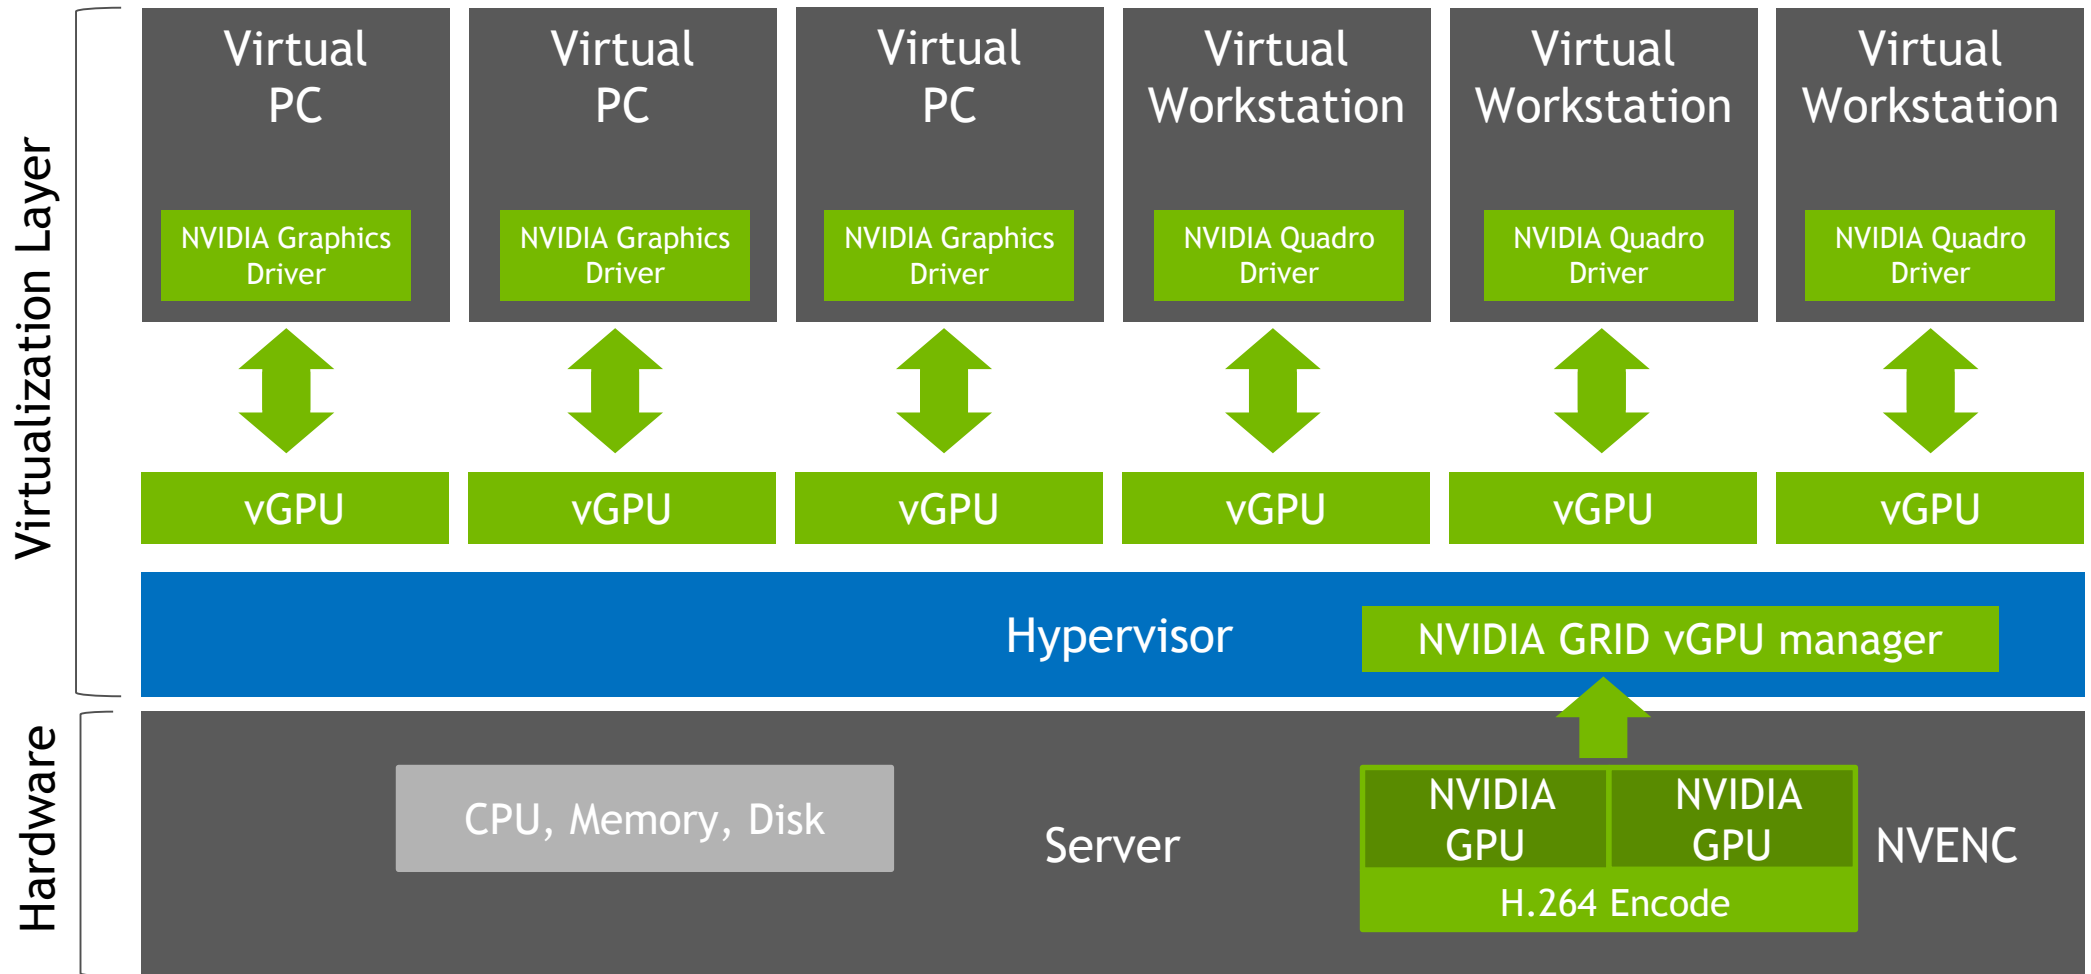 Virtualization Layer
Virtual
PC
NVIDIA Graphics
Driver
Virtual
PC
NVIDIA Graphics
Driver
Virtual
PC
NVIDIA Graphics
Driver
Virtual
Workstation
NVIDIA Quadro
Driver
Virtual
Workstation
NVIDIA Quadro
Driver
Virtual
Workstation
NVIDIA Quadro
Driver
vGPU
vGPU
vGPU
vGPU
vGPU
vGPU
Hypervisor
NVIDIA GRID vGPU manager
Hardware
CPU, Memory, Disk
Server
NVIDIA
GPU
NVIDIA
GPU
H.264 Encode
NVENC